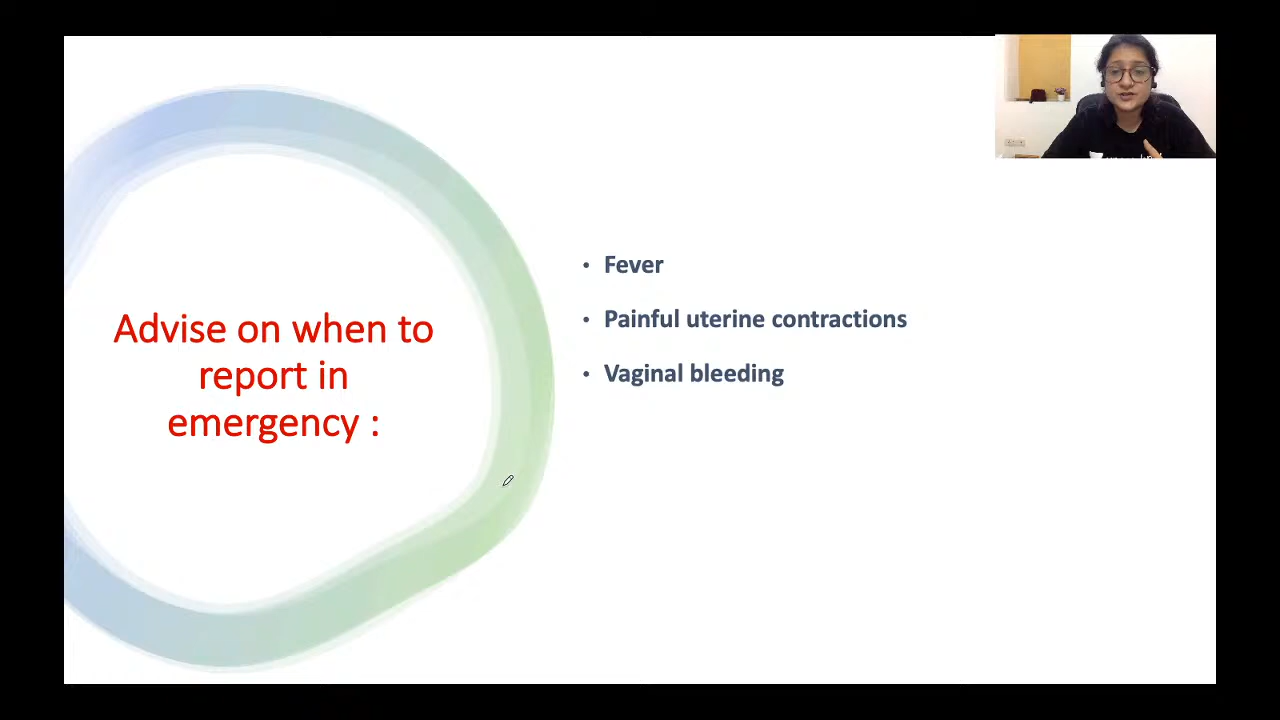 Advise on when to
report in
emergency :
• Fever
• Painful uterine contractions
• Vaginal bleeding